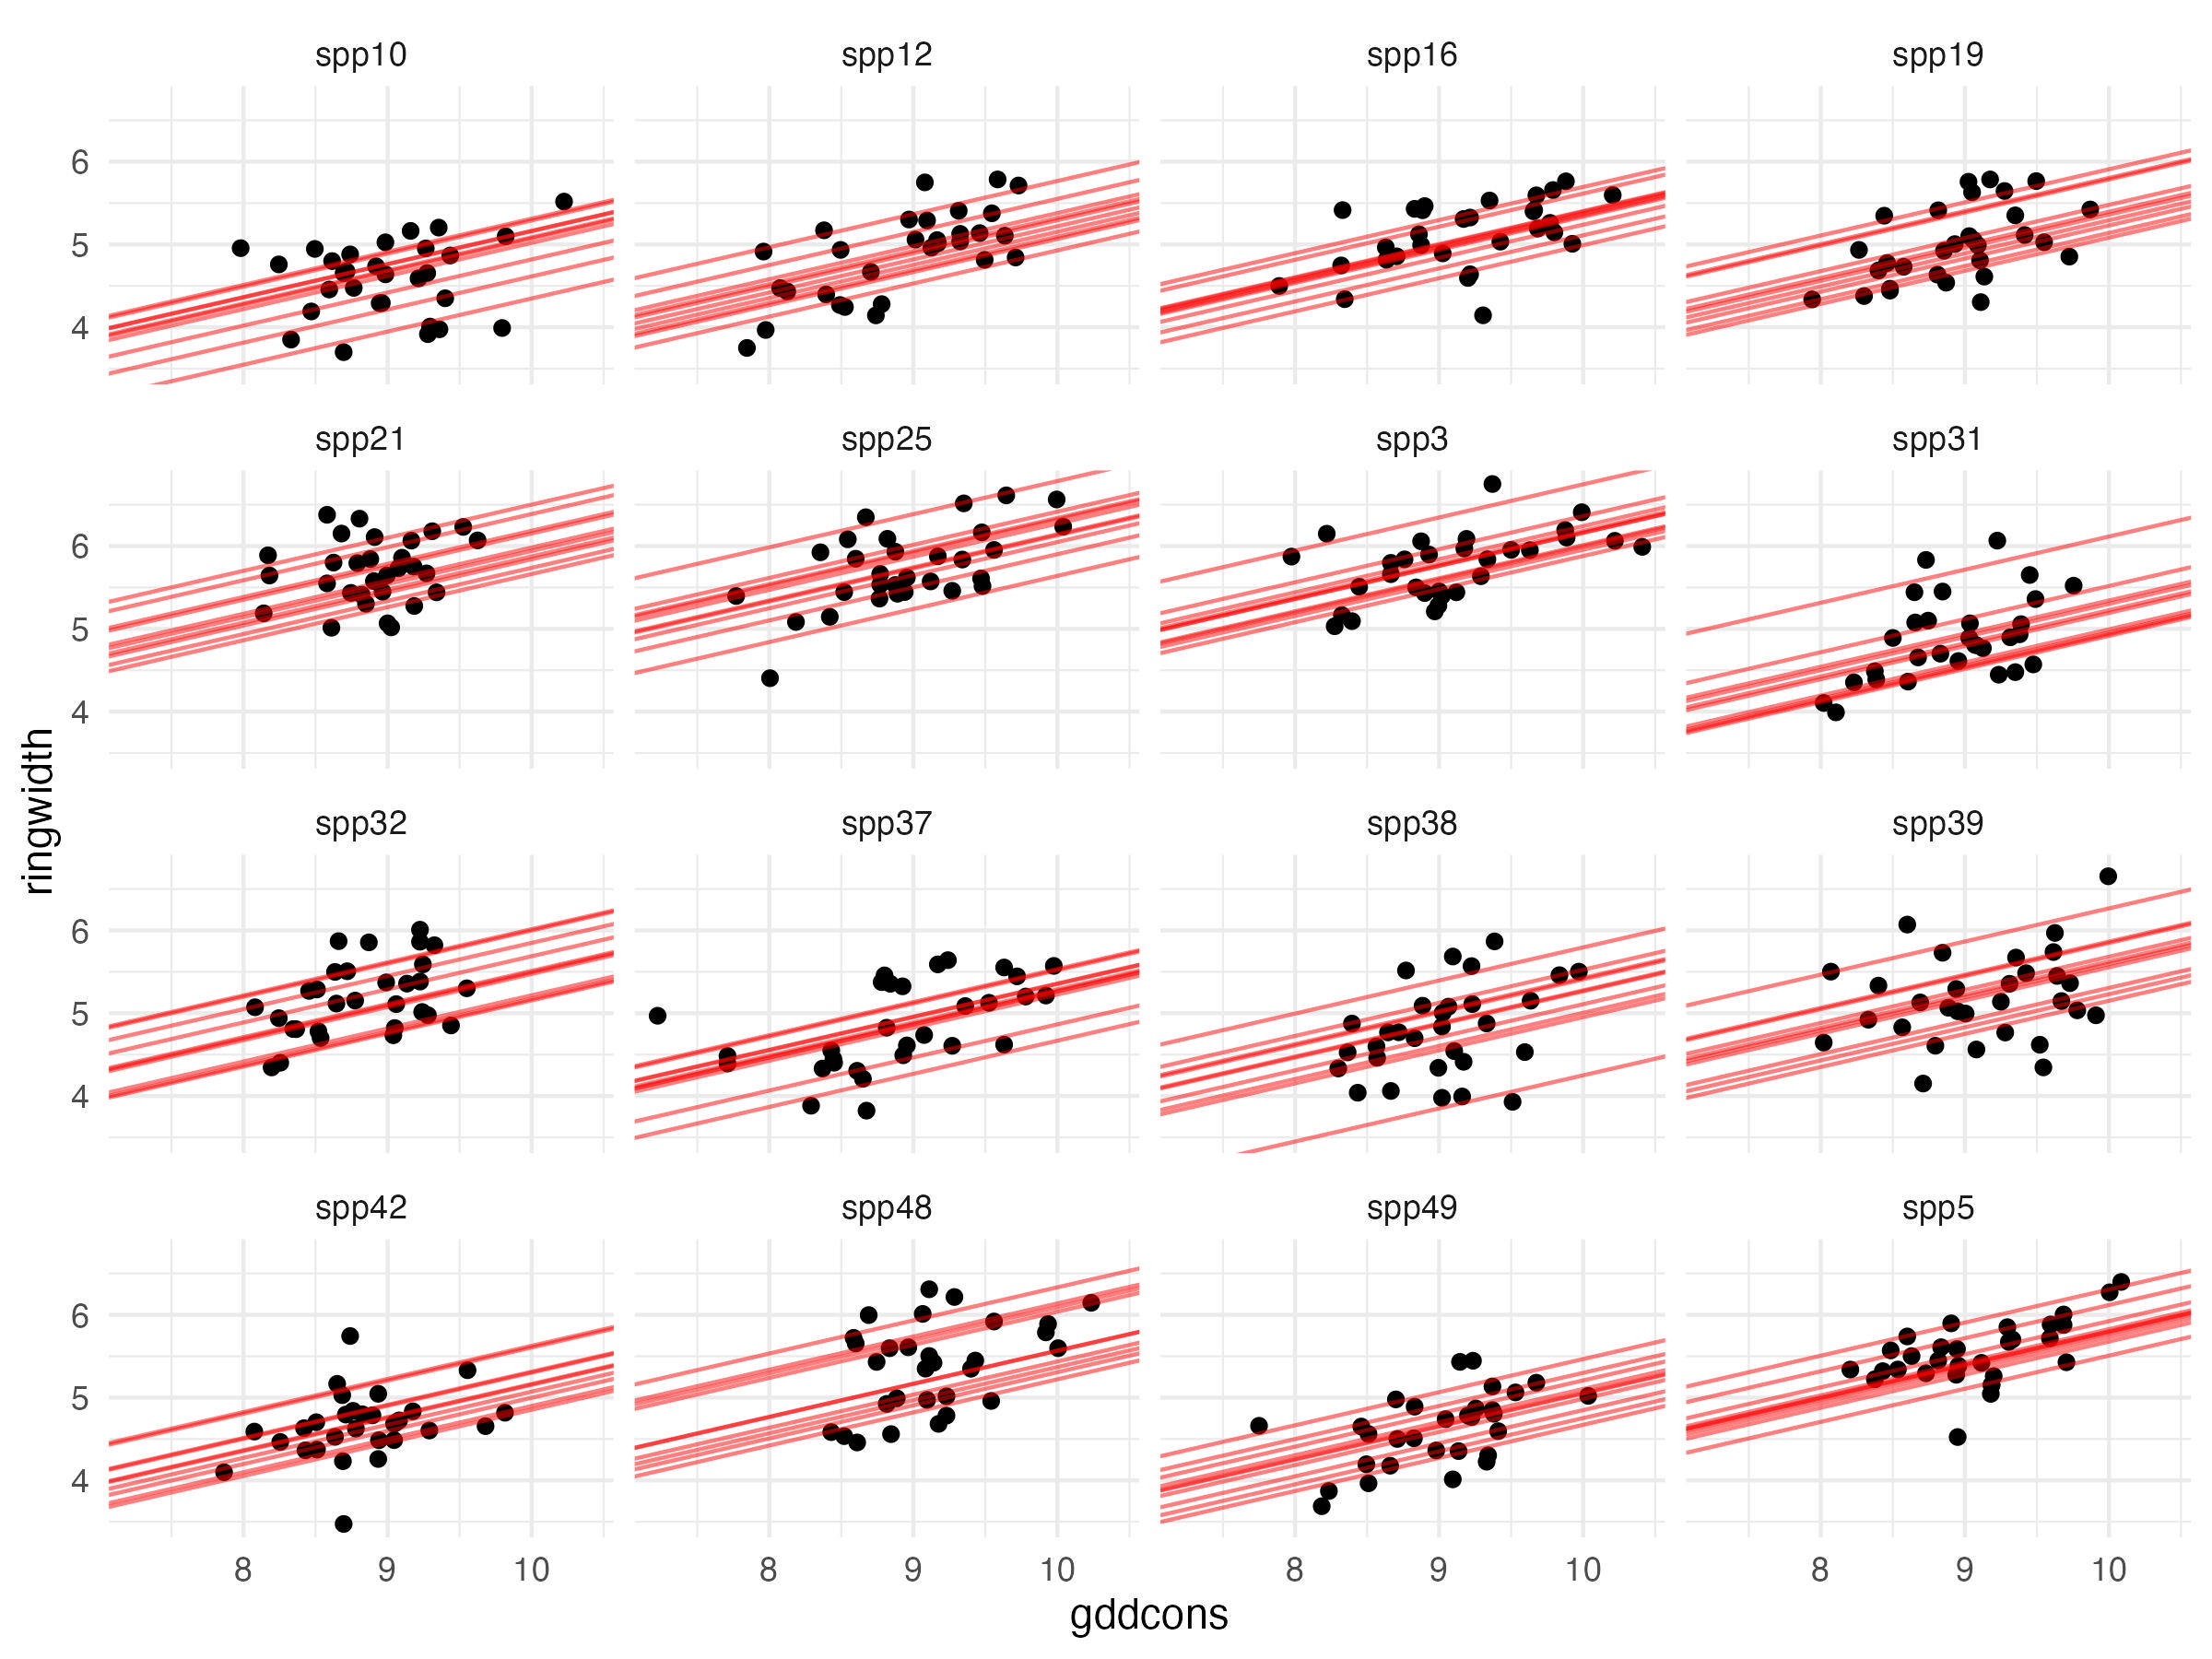 spp10 spp12 spp16 spp19
6
5
4
spp21 spp25 spp3 spp31
6
5
4
spp32 spp37 spp38 spp39
6
5
4
spp42 spp48 spp49 spp5
6
5
4
8 9 10 8 9 10 8 9 10 8 9 10
gddcons
ringwidth